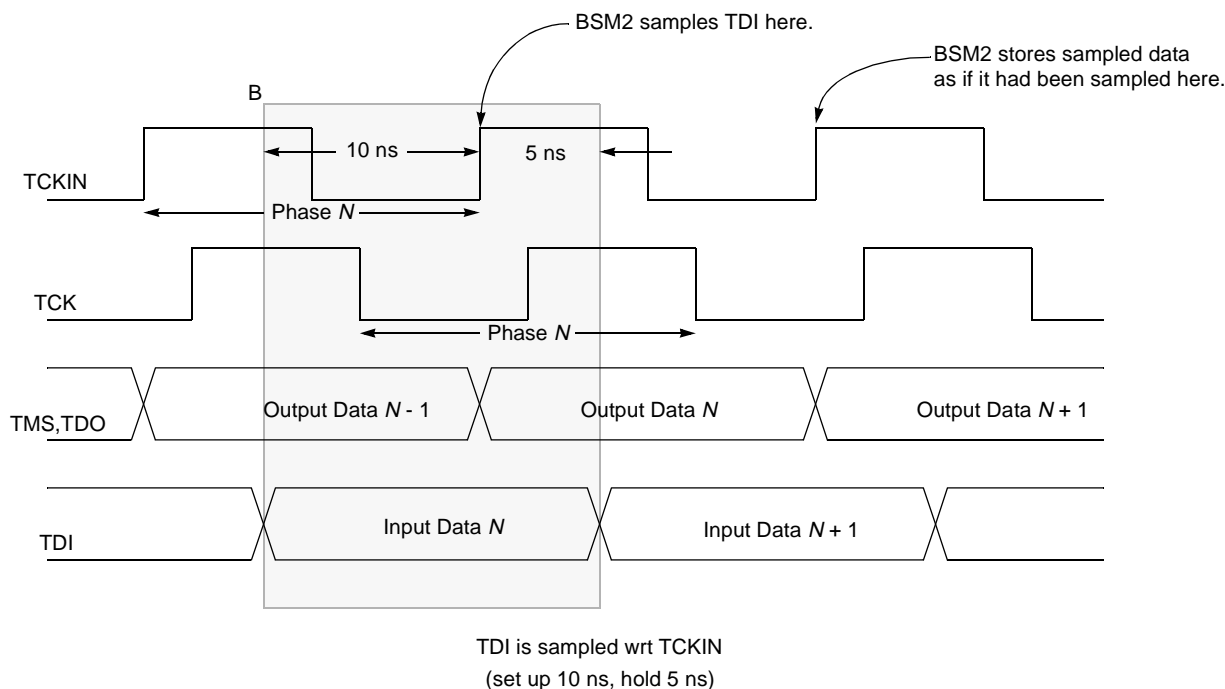 BSM2 samples TDI here.
BSM2 stores sampled data
as if it had been sampled here.
B
10 ns
5 ns
TCKIN
Phase N
TCK
Phase N
Output Data N - 1
Output Data N
Output Data N + 1
TMS,TDO
Input Data N
Input Data N + 1
TDI
TDI is sampled wrt TCKIN
(set up 10 ns, hold 5 ns)